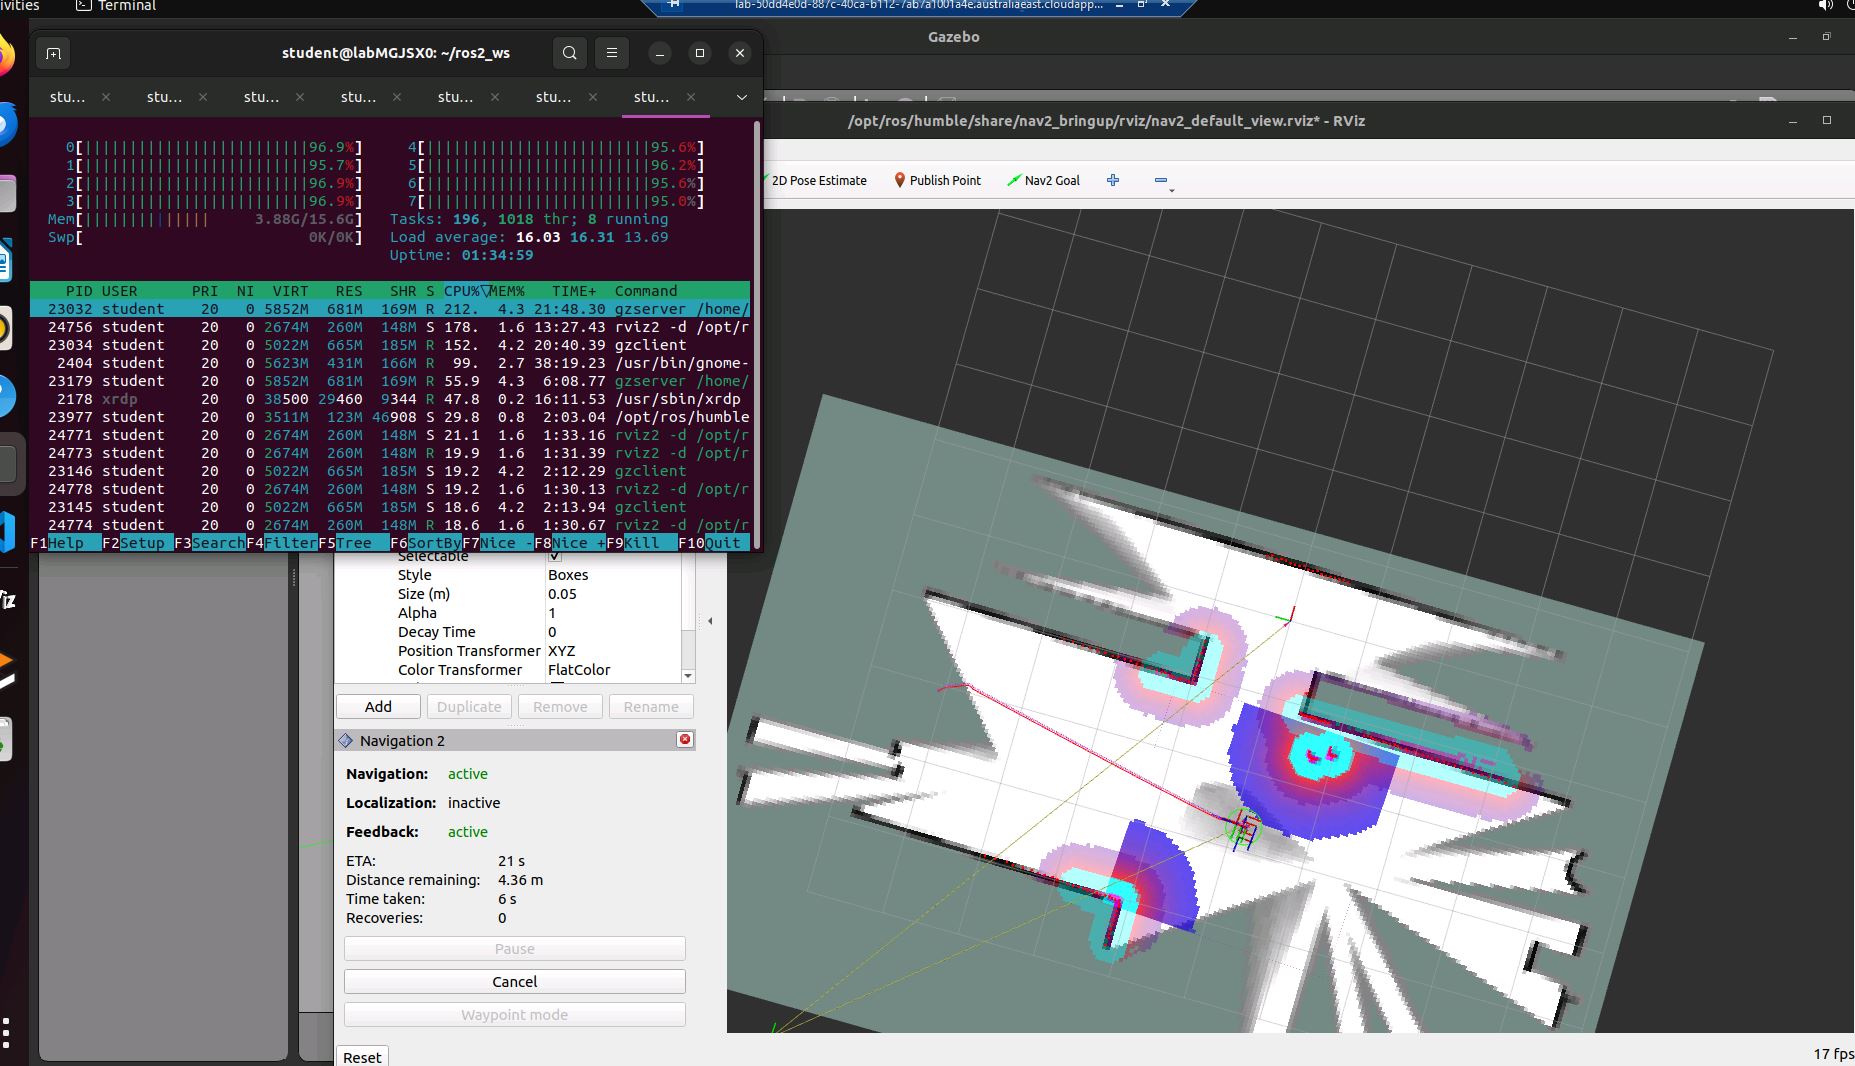 ivities
Terminal
lab-50dd4e0d-887c-40ca-b112-7ab7a1001a4e.australiaeast.cloudapp...
Gazebo
student@labMGJSX0: ~/ros2_ws
stu... stu... stu... stu... stu... stu... stu...
/opt/ros/humble/share/nav2_bringup/rviz/nav2_default_view.rviz* - RViz
2D Pose Estimate Publish Point Nav2 Goal
0[||||||||||||||||||||||||||96.9%] 4[||||||||||||||||||||||||||95.6%]
1[||||||||||||||||||||||||||95.7%] 5[||||||||||||||||||||||||||96.2%]
2[||||||||||||||||||||||||||96.9%] 6[||||||||||||||||||||||||||95.6%]
3[||||||||||||||||||||||||||96.9%] 7[||||||||||||||||||||||||||95.0%]
Mem[|||||||||||||| 3.88G/15.6G] Tasks: 196, 1018 thr; 8 running
Swp[ 0K/0K] Load average: 16.03 16.31 13.69
Uptime: 01:34:59
PID USER PRI NI VIRT RES SHR S CPU%▽MEM% TIME+ Command
23032 student 20 0 5852M 681M 169M R 212. 4.3 21:48.30 gzserver /home/
24756 student 20 0 2674M 260M 148M S 178. 1.6 13:27.43 rviz2 -d /opt/r
23034 student 20 0 5022M 665M 185M R 152. 4.2 20:40.39 gzclient
2404 student 20 0 5623M 431M 166M R 99. 2.7 38:19.23 /usr/bin/gnome-
23179 student 20 0 5852M 681M 169M R 55.9 4.3 6:08.77 gzserver /home/
2178 xrdp 20 0 38500 29460 9344 R 47.8 0.2 16:11.53 /usr/sbin/xrdp
23977 student 20 0 3511M 123M 46908 S 29.8 0.8 2:03.04 /opt/ros/humble
24771 student 20 0 2674M 260M 148M S 21.1 1.6 1:33.16 rviz2 -d /opt/r
24773 student 20 0 2674M 260M 148M R 19.9 1.6 1:31.39 rviz2 -d /opt/r
23146 student 20 0 5022M 665M 185M S 19.2 4.2 2:12.29 gzclient
24778 student 20 0 2674M 260M 148M S 19.2 1.6 1:30.13 rviz2 -d /opt/r
23145 student 20 0 5022M 665M 185M S 18.6 4.2 2:13.94 gzclient
24774 student 20 0 2674M 260M 148M R 18.6 1.6 1:30.67 rviz2 -d /opt/r
F1Help F2Setup F3SearchF4FilterF5Tree F6SortByF7Nice -F8Nice +F9Kill F10Quit
Selectable
Style Boxes
Size (m) 0.05
Alpha 1
Decay Time 0
Position Transformer XYZ
Color Transformer FlatColor
Add Duplicate Remove Rename
Navigation 2
Navigation: active
Localization: inactive
Feedback: active
ETA: 21 s
Distance remaining: 4.36 m
Time taken: 6 s
Recoveries: 0
Pause
Cancel
Waypoint mode
Reset
17 fps